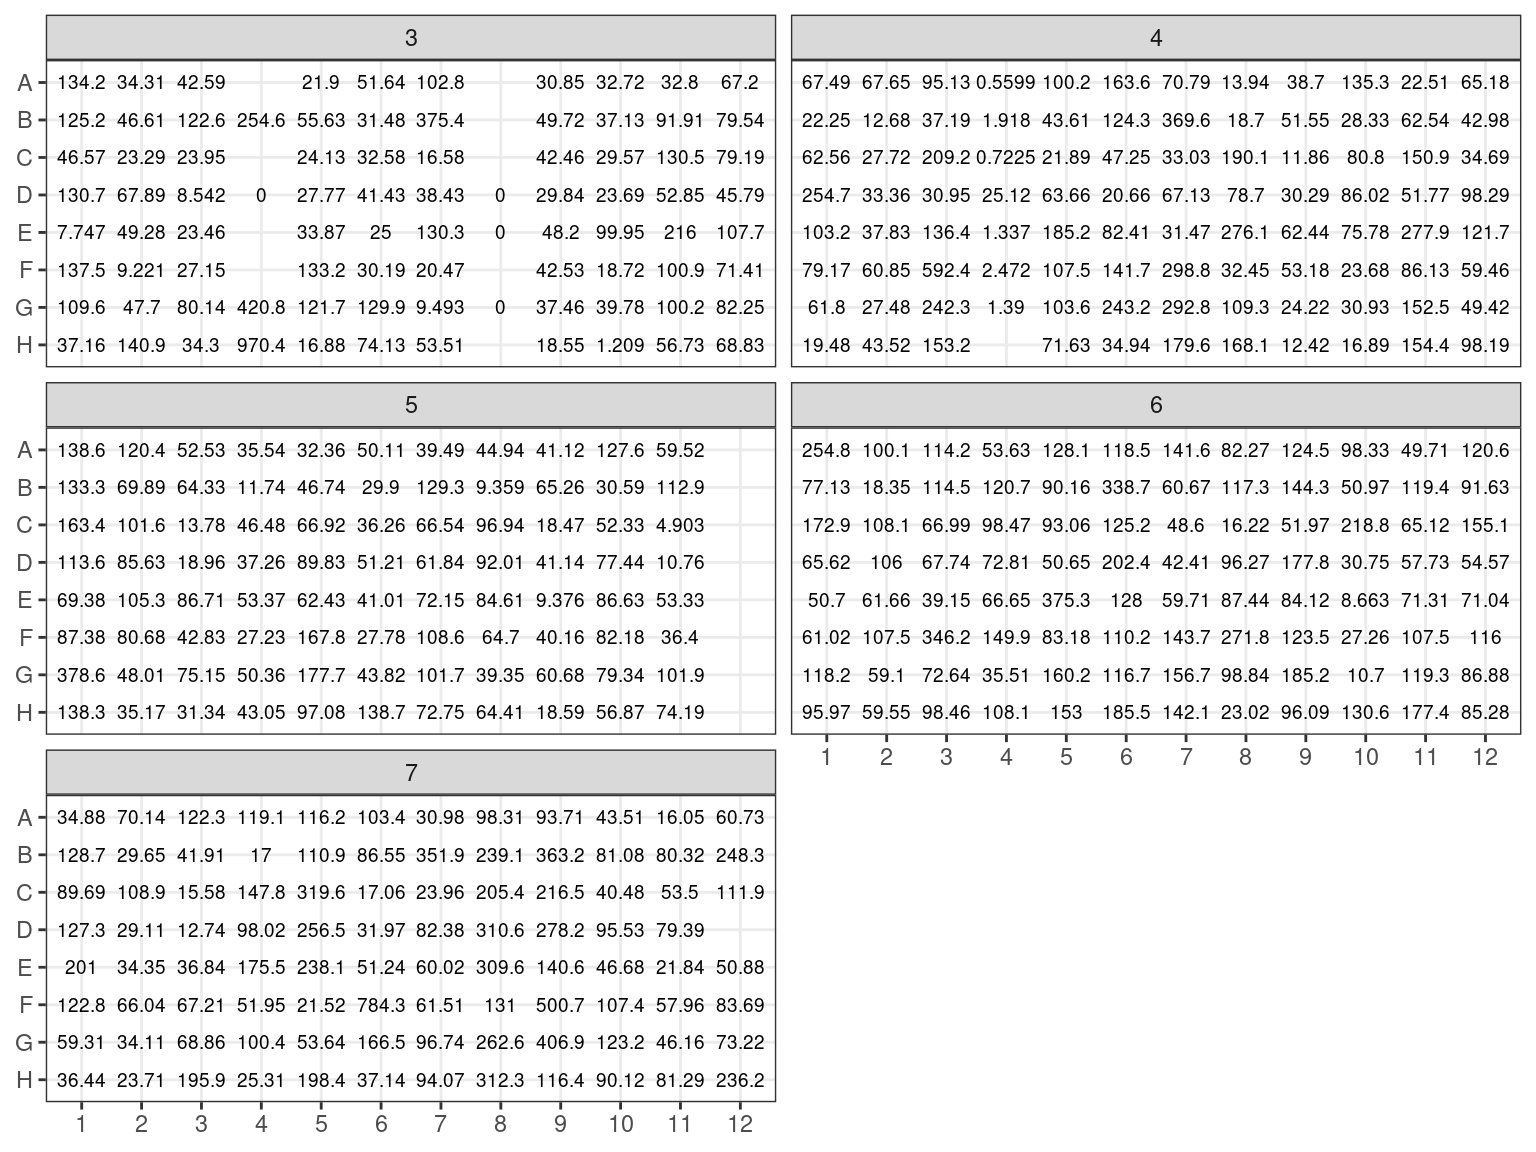 3
A 134.2 34.31 42.59 21.9 51.64 102.8 30.85 32.72 32.8 67.2
B 125.2 46.61 122.6 254.6 55.63 31.48 375.4 49.72 37.13 91.91 79.54
C 46.57 23.29 23.95 24.13 32.58 16.58 42.46 29.57 130.5 79.19
D 130.7 67.89 8.542 0 27.77 41.43 38.43 0 29.84 23.69 52.85 45.79
E 7.747 49.28 23.46 33.87 25 130.3 0 48.2 99.95 216 107.7
F 137.5 9.221 27.15 133.2 30.19 20.47 42.53 18.72 100.9 71.41
G 109.6 47.7 80.14 420.8 121.7 129.9 9.493 0 37.46 39.78 100.2 82.25
H 37.16 140.9 34.3 970.4 16.88 74.13 53.51 18.55 1.209 56.73 68.83
4
67.49 67.65 95.13 0.5599 100.2 163.6 70.79 13.94 38.7 135.3 22.51 65.18
22.25 12.68 37.19 1.918 43.61 124.3 369.6 18.7 51.55 28.33 62.54 42.98
62.56 27.72 209.2 0.7225 21.89 47.25 33.03 190.1 11.86 80.8 150.9 34.69
254.7 33.36 30.95 25.12 63.66 20.66 67.13 78.7 30.29 86.02 51.77 98.29
103.2 37.83 136.4 1.337 185.2 82.41 31.47 276.1 62.44 75.78 277.9 121.7
79.17 60.85 592.4 2.472 107.5 141.7 298.8 32.45 53.18 23.68 86.13 59.46
61.8 27.48 242.3 1.39 103.6 243.2 292.8 109.3 24.22 30.93 152.5 49.42
19.48 43.52 153.2 71.63 34.94 179.6 168.1 12.42 16.89 154.4 98.19
5
A 138.6 120.4 52.53 35.54 32.36 50.11 39.49 44.94 41.12 127.6 59.52
B 133.3 69.89 64.33 11.74 46.74 29.9 129.3 9.359 65.26 30.59 112.9
C 163.4 101.6 13.78 46.48 66.92 36.26 66.54 96.94 18.47 52.33 4.903
D 113.6 85.63 18.96 37.26 89.83 51.21 61.84 92.01 41.14 77.44 10.76
E 69.38 105.3 86.71 53.37 62.43 41.01 72.15 84.61 9.376 86.63 53.33
F 87.38 80.68 42.83 27.23 167.8 27.78 108.6 64.7 40.16 82.18 36.4
G 378.6 48.01 75.15 50.36 177.7 43.82 101.7 39.35 60.68 79.34 101.9
H 138.3 35.17 31.34 43.05 97.08 138.7 72.75 64.41 18.59 56.87 74.19
6
254.8 100.1 114.2 53.63 128.1 118.5 141.6 82.27 124.5 98.33 49.71 120.6
77.13 18.35 114.5 120.7 90.16 338.7 60.67 117.3 144.3 50.97 119.4 91.63
172.9 108.1 66.99 98.47 93.06 125.2 48.6 16.22 51.97 218.8 65.12 155.1
65.62 106 67.74 72.81 50.65 202.4 42.41 96.27 177.8 30.75 57.73 54.57
50.7 61.66 39.15 66.65 375.3 128 59.71 87.44 84.12 8.663 71.31 71.04
61.02 107.5 346.2 149.9 83.18 110.2 143.7 271.8 123.5 27.26 107.5 116
118.2 59.1 72.64 35.51 160.2 116.7 156.7 98.84 185.2 10.7 119.3 86.88
95.97 59.55 98.46 108.1 153 185.5 142.1 23.02 96.09 130.6 177.4 85.28
1 2 3 4 5 6 7 8 9 10 11 12
7
A 34.88 70.14 122.3 119.1 116.2 103.4 30.98 98.31 93.71 43.51 16.05 60.73
B 128.7 29.65 41.91 17 110.9 86.55 351.9 239.1 363.2 81.08 80.32 248.3
C 89.69 108.9 15.58 147.8 319.6 17.06 23.96 205.4 216.5 40.48 53.5 111.9
D 127.3 29.11 12.74 98.02 256.5 31.97 82.38 310.6 278.2 95.53 79.39
E 201 34.35 36.84 175.5 238.1 51.24 60.02 309.6 140.6 46.68 21.84 50.88
F 122.8 66.04 67.21 51.95 21.52 784.3 61.51 131 500.7 107.4 57.96 83.69
G 59.31 34.11 68.86 100.4 53.64 166.5 96.74 262.6 406.9 123.2 46.16 73.22
H 36.44 23.71 195.9 25.31 198.4 37.14 94.07 312.3 116.4 90.12 81.29 236.2
1 2 3 4 5 6 7 8 9 10 11 12